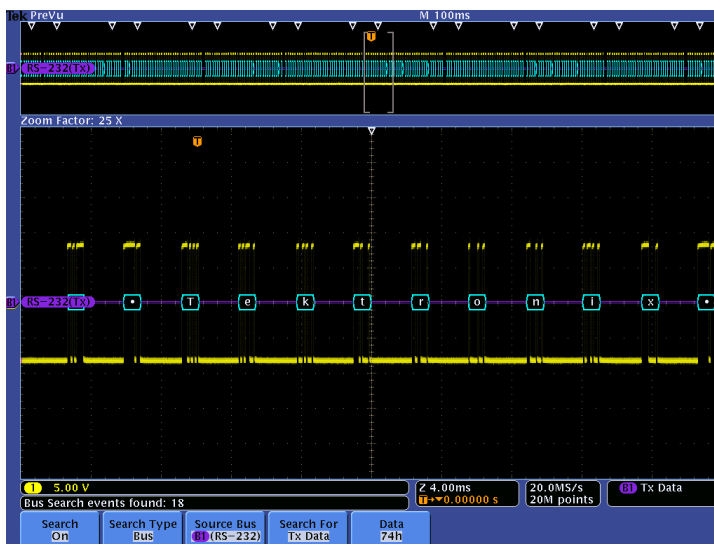 Tek PreVu M 100ms
T
B1 RS-232(Tx)
Zoom Factor: 25 X
T
B1 RS-232(Tx) • T e k t r o n i x •
1 5.00 V
Z 4.00ms 20.0MS/s B1 Tx Data
T→▼0.00000 s 20M points
Bus Search events found: 18
Search Search Type Source Bus Search For Data
On Bus B1 (RS-232) Tx Data 74h